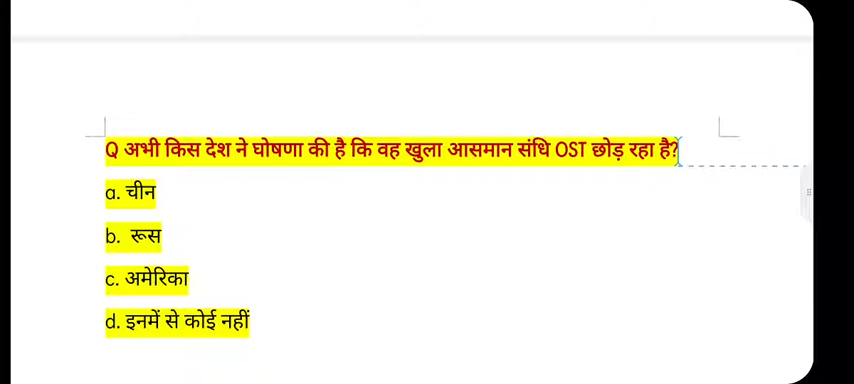 Q अभी किस देश ने घोषणा की है कि वह खुला आसमान संधि OST छोड़ रहा है?
a. चीन
b. रूस
c. अमेरिका
d. इनमें से कोई नहीं